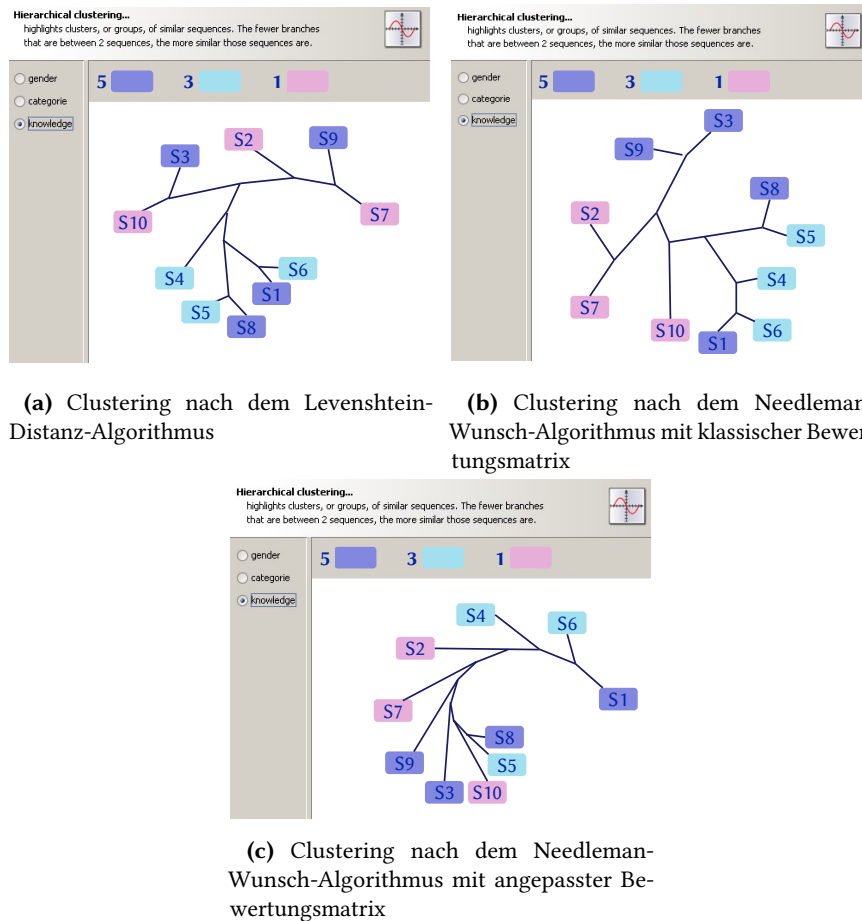 Hierarchical clustering...
highlights clusters, or groups, of similar sequences. The fewer branches
that are between 2 sequences, the more similar those sequences are.
gender
categorie
knowledge
5 3 1
S2
S9
S3
S10
S7
S4
S6
S1
S5
S8
(a) Clustering nach dem Levenshtein-
Distanz-Algorithmus
Hierarchical clustering...
highlights clusters, or groups, of similar sequences. The fewer branches
that are between 2 sequences, the more similar those sequences are.
gender
categorie
knowledge
5 3 1
S3
S9
S8
S2
S5
S4
S7
S10
S1
S6
(b) Clustering nach dem Needleman
Wunsch-Algorithmus mit klassischer Bewer
tungsmatrix
Hierarchical clustering...
highlights clusters, or groups, of similar sequences. The fewer branches
that are between 2 sequences, the more similar those sequences are.
gender
categorie
knowledge
5 3 1
S4
S6
S2
S1
S7
S8
S9
S5
S3
S10
(c) Clustering nach dem Needleman-
Wunsch-Algorithmus mit angepasster Be-
wertungsmatrix